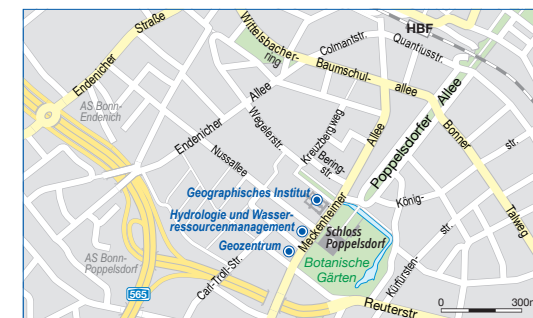 HBF
Straße
Endenicher
Wittelsbacher-
ring
Colmantstr.
Quantiusstr.
Baumschul-
allee
AS Bonn-
Endenich
Endenicher
Allee
Wegelerstr.
Kreuzbergweg
Allee
Poppelsdorfer
Allee
Bonner
str.
Talweg
Nussallee
Bering-
str.
Geographisches Institut
Hydrologie und Wasser-
ressourcenmanagement
Geozentrum
Meckenheimer
Schloss
Poppelsdorf
Botanische
Gärten
König-
str.
Kürfürsten-
str.
AS Bonn-
Poppelsdorf
565
Carl-Troll-Str.
Reuterstr
0
300m